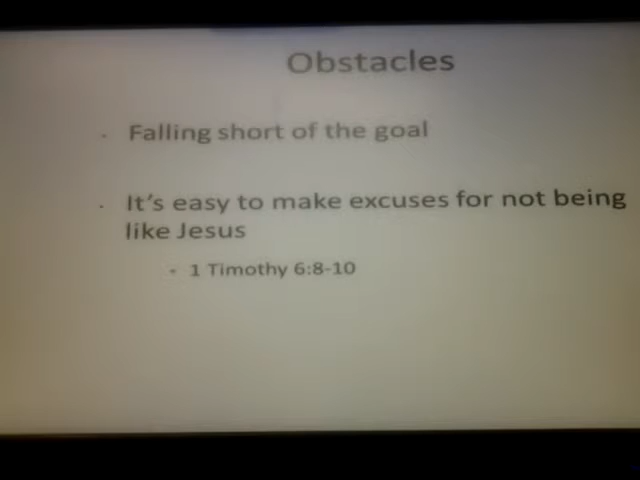 Obstacles
Falling short of the goal
It's easy to make excuses for not being
like Jesus
1 Timothy 6:8-10